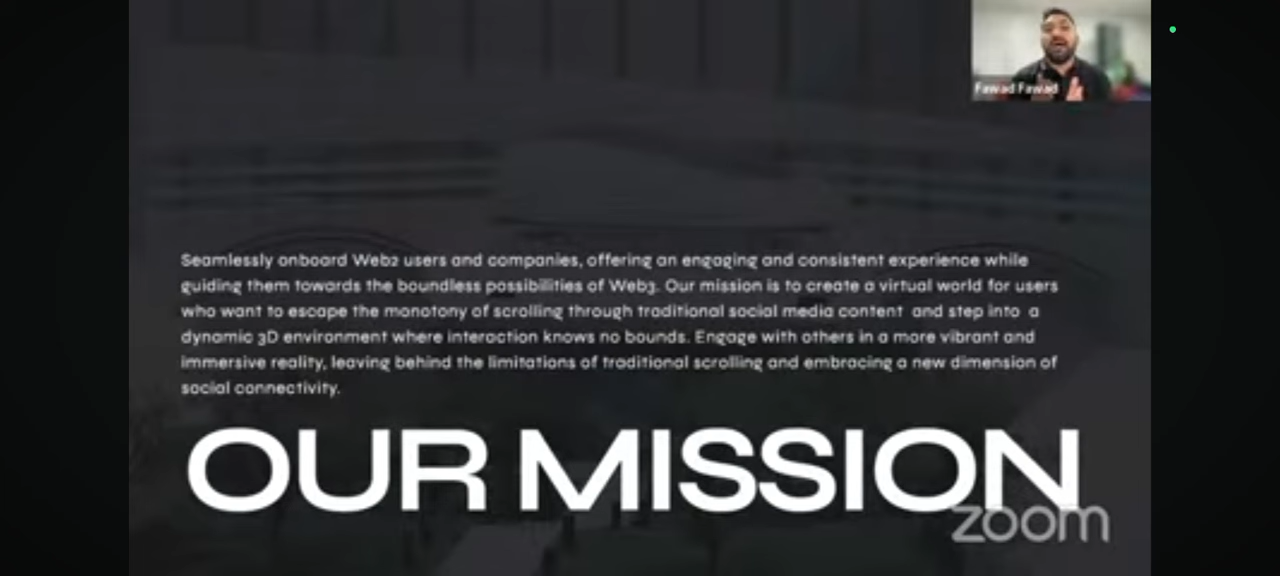 Fawad Fawad
Seamlessly onboard Web2 users and companies, offering an engaging and consistent experience while
guiding them towards the boundless possibilities of Web3. Our mission is to create a virtual world for users
who want to escape the monotony of scrolling through traditional social media content and step into a
dynamic 3D environment where interaction knows no bounds. Engage with others in a more vibrant and
immersive reality, leaving behind the limitations of traditional scrolling and embracing a new dimension of
social connectivity.
OUR MISSION
zoom